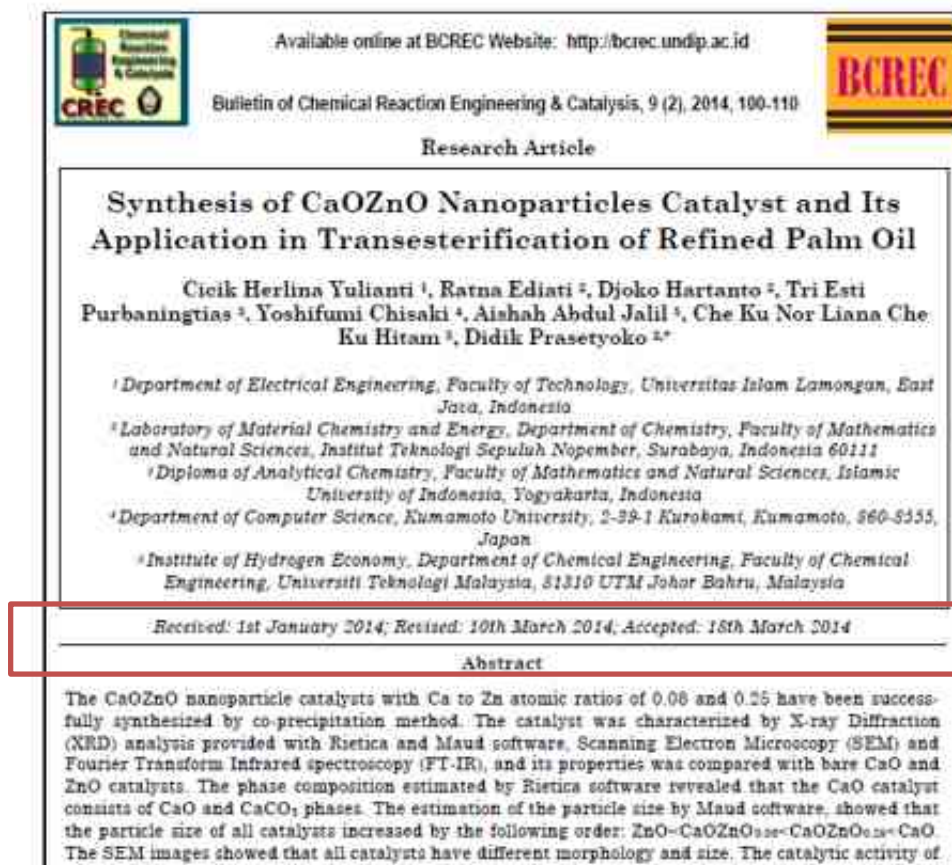 Chemical
Reaction
Engineering
& Catalysis
CREC
Available online at BCREC Website: http://bcrec.undip.ac.id
BCREC
Bulletin of Chemical Reaction Engineering & Catalysis, 9 (2), 2014, 100-110
Research Article
Synthesis of CaOZnO Nanoparticles Catalyst and Its
Application in Transesterification of Refined Palm Oil
Cicik Herlina Yulianti ¹, Ratna Ediati ², Djoko Hartanto ², Tri Esti
Purbaningtias ³, Yoshifumi Chisaki ⁴, Aishah Abdul Jalil ⁵, Che Ku Nor Liana Che
Ku Hitam ⁵, Didik Prasetyoko ²,*
¹ Department of Electrical Engineering, Faculty of Technology, Universitas Islam Lamongan, East
Java, Indonesia
² Laboratory of Material Chemistry and Energy, Department of Chemistry, Faculty of Mathematics
and Natural Sciences, Institut Teknologi Sepuluh Nopember, Surabaya, Indonesia 60111
³ Diploma of Analytical Chemistry, Faculty of Mathematics and Natural Sciences, Islamic
University of Indonesia, Yogyakarta, Indonesia
⁴ Department of Computer Science, Kumamoto University, 2-39-1 Kurokami, Kumamoto, 860-8555,
Japan
⁵ Institute of Hydrogen Economy, Department of Chemical Engineering, Faculty of Chemical
Engineering, Universiti Teknologi Malaysia, 81310 UTM Johor Bahru, Malaysia
Received: 1st January 2014; Revised: 10th March 2014; Accepted: 18th March 2014
Abstract
The CaOZnO nanoparticle catalysts with Ca to Zn atomic ratios of 0.08 and 0.25 have been success-
fully synthesized by co-precipitation method. The catalyst was characterized by X-ray Diffraction
(XRD) analysis provided with Rietica and Maud software, Scanning Electron Microscopy (SEM) and
Fourier Transform Infrared spectroscopy (FT-IR), and its properties was compared with bare CaO and
ZnO catalysts. The phase composition estimated by Rietica software revealed that the CaO catalyst
consists of CaO and CaCO₃ phases. The estimation of the particle size by Maud software, showed that
the particle size of all catalysts increased by the following order: ZnO<CaOZnO₀.₀₈<CaOZnO₀.₂₅<CaO.
The SEM images showed that all catalysts have different morphology and size. The catalytic activity of